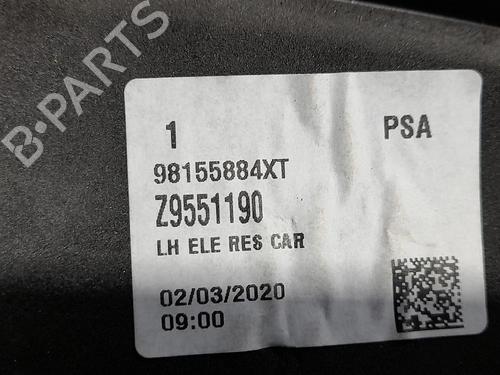 B-PARTS
1 PSA
98155884XT
Z9551190
LH ELE RES CAR
02/03/2020
09:00